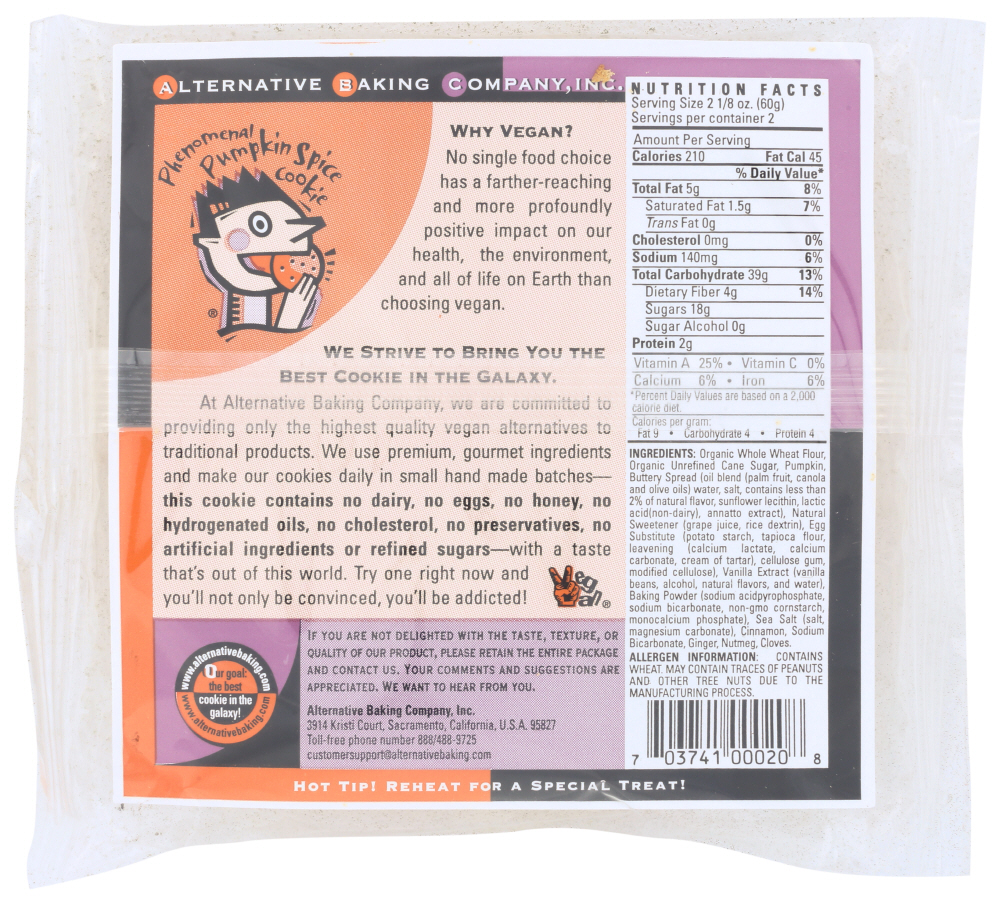 ALTERNATIVE BAKING COMPANY, INC.
Phenomenal
Pumpkin Spice
Cookie
®
WHY VEGAN?
No single food choice
has a farther-reaching
and more profoundly
positive impact on our
health, the environment,
and all of life on Earth than
choosing vegan.
WE STRIVE TO BRING YOU THE
BEST COOKIE IN THE GALAXY.
At Alternative Baking Company, we are committed to
providing only the highest quality vegan alternatives to
traditional products. We use premium, gourmet ingredients
and make our cookies daily in small hand made batches—
this cookie contains no dairy, no eggs, no honey, no
hydrogenated oils, no cholesterol, no preservatives, no
artificial ingredients or refined sugars—with a taste
that's out of this world. Try one right now and
you'll not only be convinced, you'll be addicted!
Vegan®
www.alternativebaking.com
Our goal:
the best
cookie in the
galaxy!
www.alternativebaking.com
IF YOU ARE NOT DELIGHTED WITH THE TASTE, TEXTURE, OR
QUALITY OF OUR PRODUCT, PLEASE RETAIN THE ENTIRE PACKAGE
AND CONTACT US. YOUR COMMENTS AND SUGGESTIONS ARE
APPRECIATED. WE WANT TO HEAR FROM YOU.
Alternative Baking Company, Inc.
3914 Kristi Court, Sacramento, California, U.S.A. 95827
Toll-free phone number 888/488-9725
customersupport@alternativebaking.com
HOT TIP! REHEAT FOR A SPECIAL TREAT!
NUTRITION FACTS
Serving Size 2 1/8 oz. (60g)
Servings per container 2
Amount Per Serving
Calories 210 Fat Cal 45
% Daily Value*
Total Fat 5g 8%
Saturated Fat 1.5g 7%
Trans Fat 0g
Cholesterol 0mg 0%
Sodium 140mg 6%
Total Carbohydrate 39g 13%
Dietary Fiber 4g 14%
Sugars 18g
Sugar Alcohol 0g
Protein 2g
Vitamin A 25% • Vitamin C 0%
Calcium 6% • Iron 6%
*Percent Daily Values are based on a 2,000
calorie diet.
Calories per gram:
Fat 9 • Carbohydrate 4 • Protein 4
INGREDIENTS: Organic Whole Wheat Flour,
Organic Unrefined Cane Sugar, Pumpkin,
Buttery Spread (oil blend (palm fruit, canola
and olive oils) water, salt, contains less than
2% of natural flavor, sunflower lecithin, lactic
acid(non-dairy), annatto extract), Natural
Sweetener (grape juice, rice dextrin), Egg
Substitute (potato starch, tapioca flour,
leavening (calcium lactate, calcium
carbonate, cream of tartar), cellulose gum,
modified cellulose), Vanilla Extract (vanilla
beans, alcohol, natural flavors, and water),
Baking Powder (sodium acidpyrophosphate,
sodium bicarbonate, non-gmo cornstarch,
monocalcium phosphate), Sea Salt (salt,
magnesium carbonate), Cinnamon, Sodium
Bicarbonate, Ginger, Nutmeg, Cloves.
ALLERGEN INFORMATION: CONTAINS
WHEAT MAY CONTAIN TRACES OF PEANUTS
AND OTHER TREE NUTS DUE TO THE
MANUFACTURING PROCESS.
7 03741 00020 8